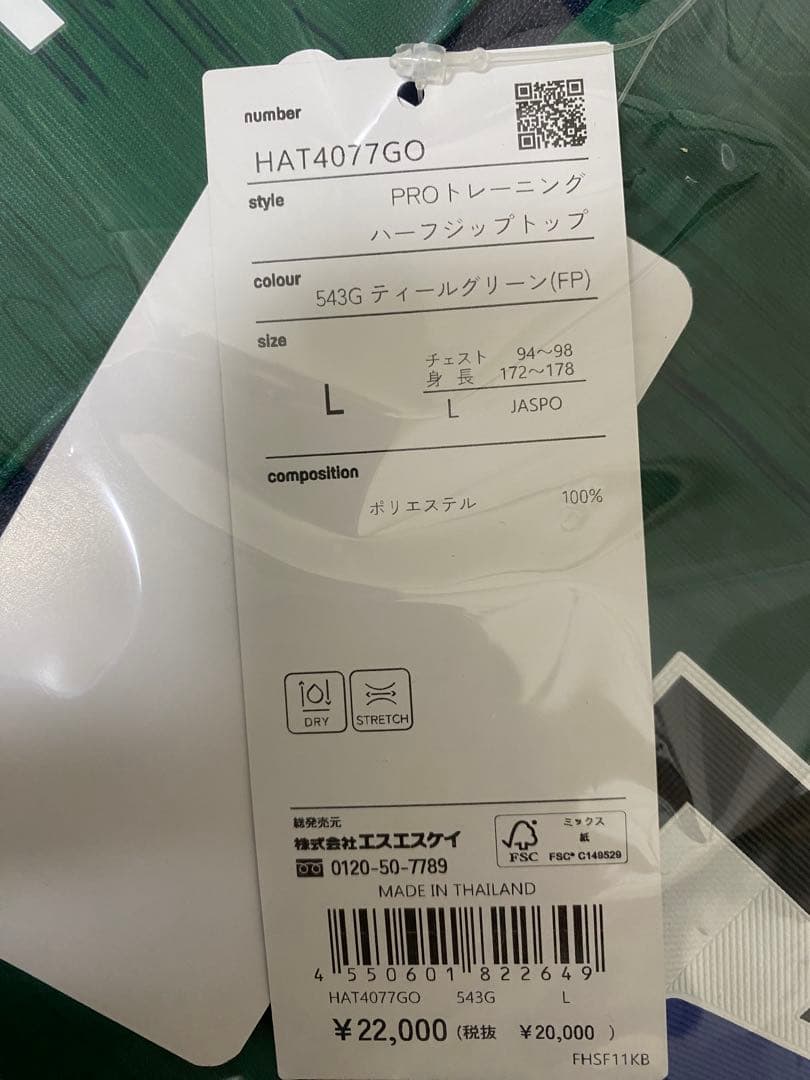 number
HAT4077GO
style
PROトレーニング
ハーフジップトップ
colour
543G ティールグリーン(FP)
size
L
チェスト 94〜98
身 長 172〜178
L JASPO
composition
ポリエステル 100%
DRY
STRETCH
総発売元
株式会社エスエスケイ
0120-50-7789
ミックス
紙
FSC
FSC® C149529
MADE IN THAILAND
4 550601 822649
HAT4077GO 543G L
¥22,000 (税抜 ¥20,000 )
FHSF11KB